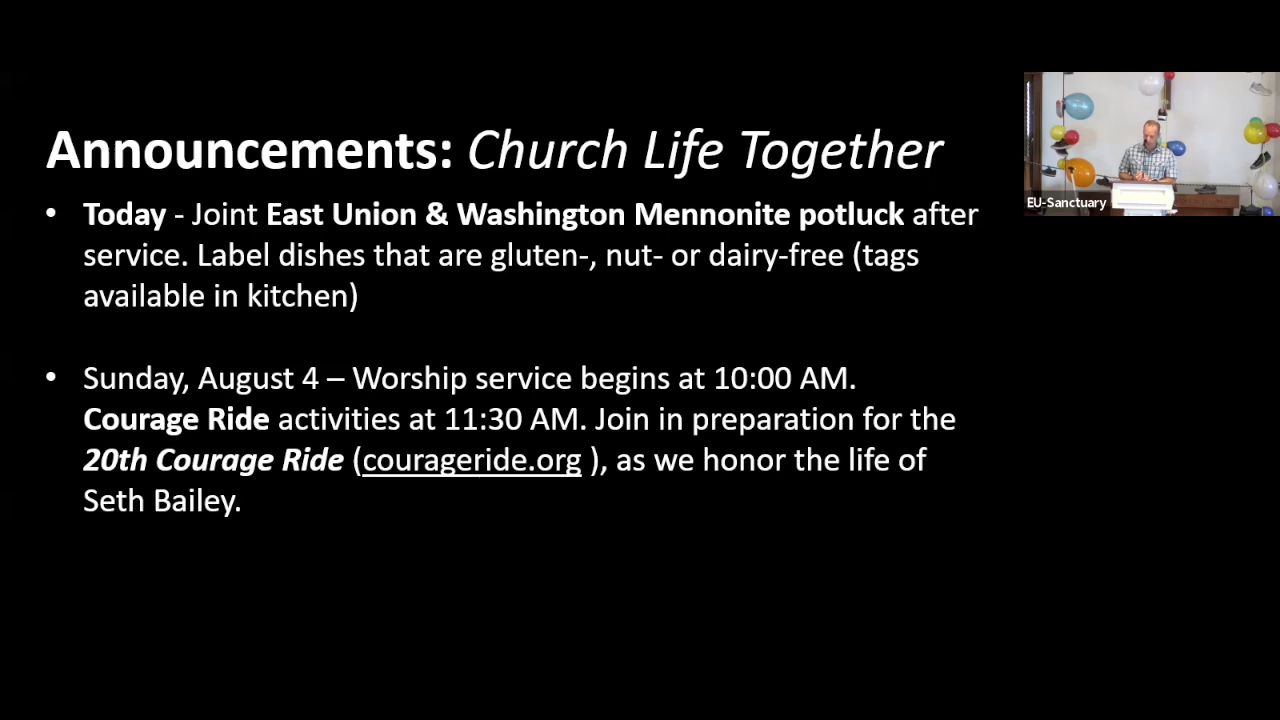 Announcements: Church Life Together
• Today - Joint East Union & Washington Mennonite potluck after
service. Label dishes that are gluten-, nut- or dairy-free (tags
available in kitchen)
• Sunday, August 4 – Worship service begins at 10:00 AM.
Courage Ride activities at 11:30 AM. Join in preparation for the
20th Courage Ride (courageride.org ), as we honor the life of
Seth Bailey.
EU-Sanctuary